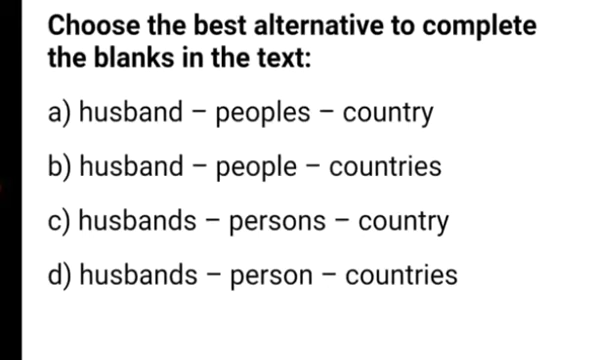 Choose the best alternative to complete
the blanks in the text:
a) husband – peoples – country
b) husband – people – countries
c) husbands – persons – country
d) husbands – person – countries